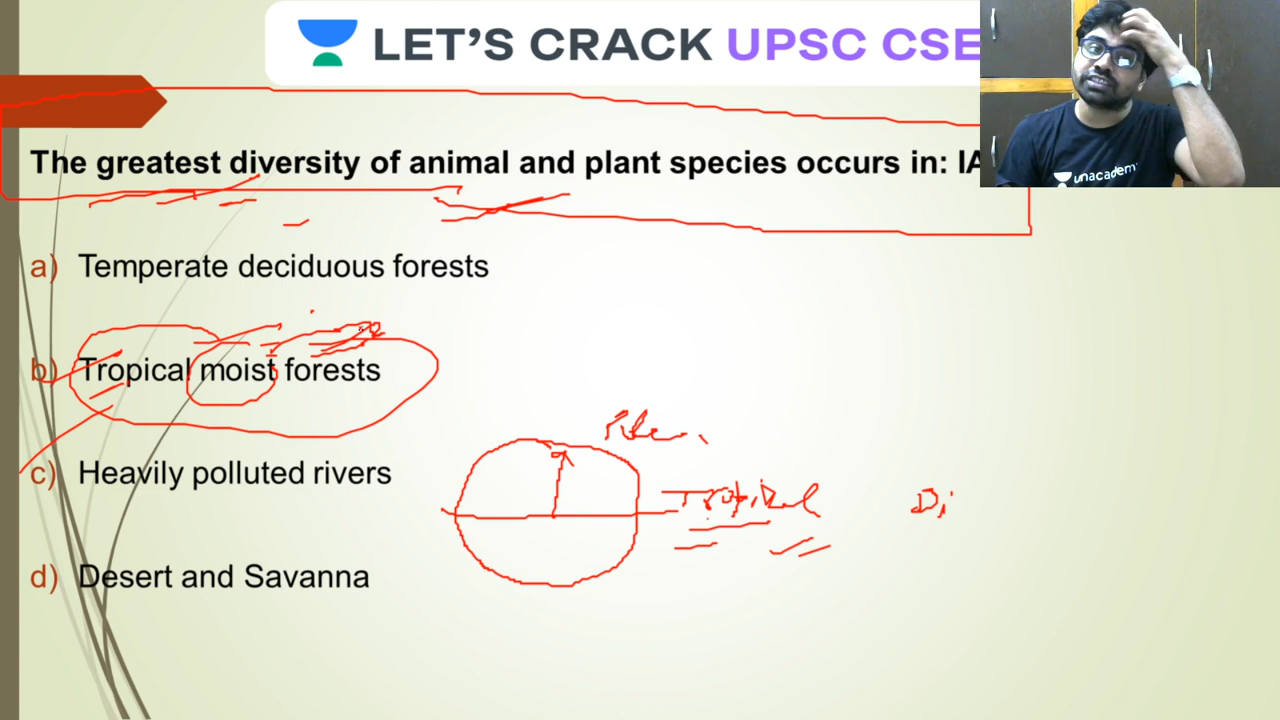 LET'S CRACK UPSC CSE
unacademy
The greatest diversity of animal and plant species occurs in: IA
a) Temperate deciduous forests
b) Tropical moist forests
c) Heavily polluted rivers
Tropical Di
d) Desert and Savanna